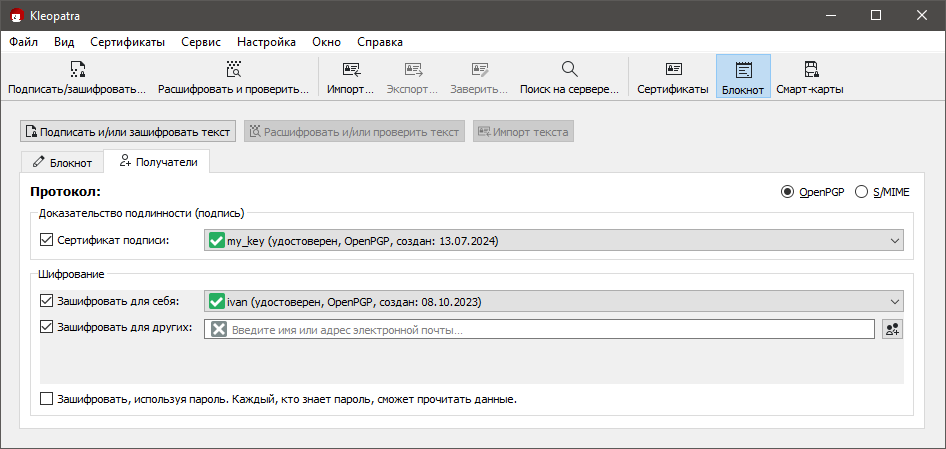 Kleopatra
Файл Вид Сертификаты Сервис Настройка Окно Справка
Подписать/зашифровать... Расшифровать и проверить... Импорт... Экспорт... Заверить... Поиск на сервере... Сертификаты Блокнот Смарт-карты
Подписать и/или зашифровать текст Расшифровать и/или проверить текст Импорт текста
Блокнот Получатели
Протокол: OpenPGP S/MIME
Доказательство подлинности (подпись)
Сертификат подписи: my_key (удостоверен, OpenPGP, создан: 13.07.2024)
Шифрование
Зашифровать для себя: ivan (удостоверен, OpenPGP, создан: 08.10.2023)
Зашифровать для других: Введите имя или адрес электронной почты...
Зашифровать, используя пароль. Каждый, кто знает пароль, сможет прочитать данные.